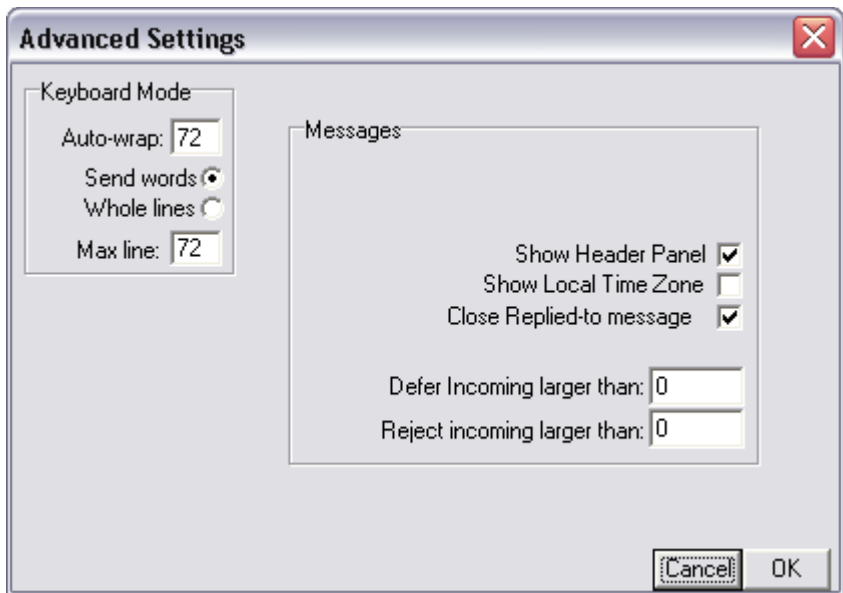 Advanced Settings
Keyboard Mode
Auto-wrap: 72
Send words
Whole lines
Max line: 72
Messages
Show Header Panel
Show Local Time Zone
Close Replied-to message
Defer Incoming larger than: 0
Reject incoming larger than: 0
Cancel OK